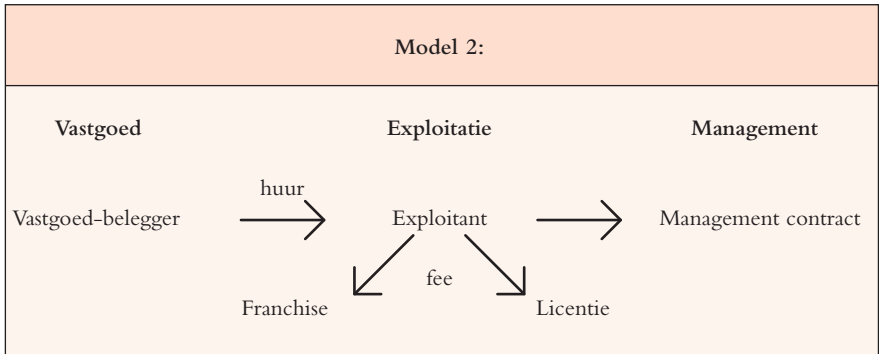 Model 2:
Vastgoed Exploitatie Management
huur
Vastgoed-belegger Exploitant Management contract
fee
Franchise Licentie